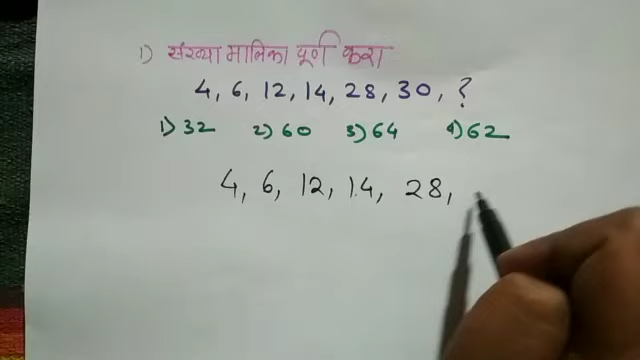 1) संख्या मालिका पूर्ण करा
4, 6, 12, 14, 28, 30, ?
1) 32 2) 60 3) 64 4) 62
4, 6, 12, 14, 28,